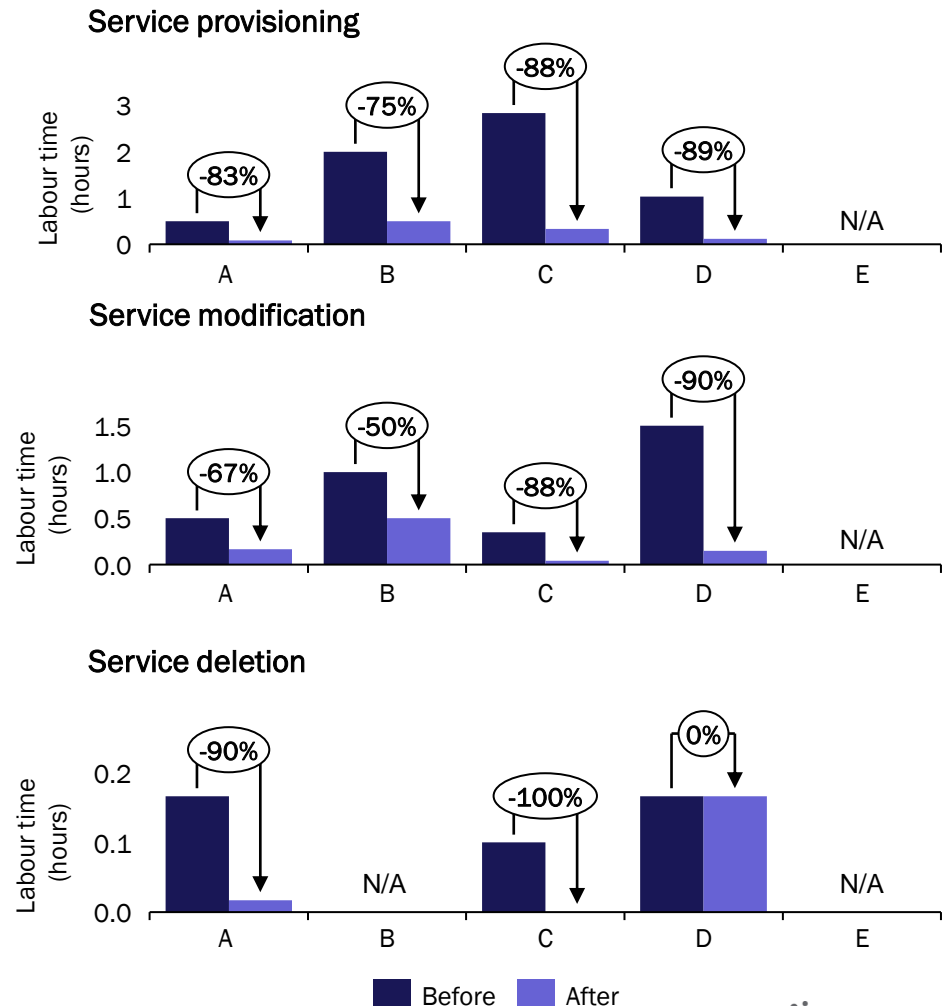 Service provisioning
-88%
-75%
-89%
-83%
Labour time
(hours)
3
2
1
0
N/A
A B C D E
Service modification
-90%
-50%
-67%
-88%
Labour time
(hours)
1.5
1.0
0.5
0.0
N/A
A B C D E
Service deletion
-90%
0%
-100%
Labour time
(hours)
0.2
0.1
0.0
N/A
N/A
A B C D E
Before After